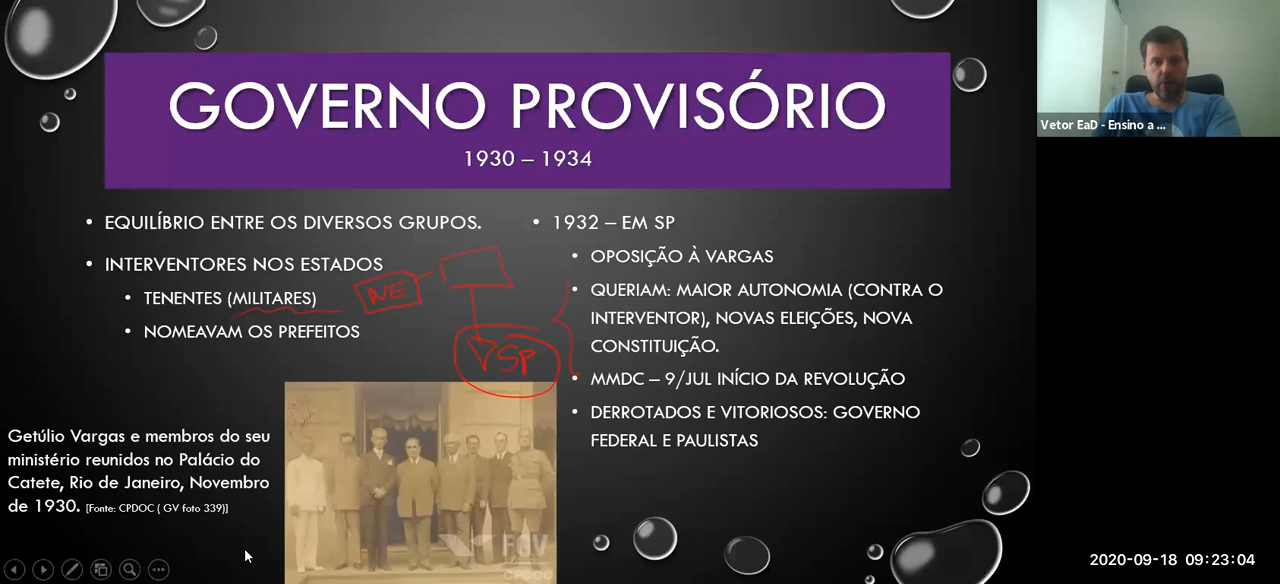 GOVERNO PROVISÓRIO
1930 – 1934
• EQUILÍBRIO ENTRE OS DIVERSOS GRUPOS.
• INTERVENTORES NOS ESTADOS
• TENENTES (MILITARES)
• NOMEAVAM OS PREFEITOS
NE
SP
• 1932 – EM SP
• OPOSIÇÃO À VARGAS
• QUERIAM: MAIOR AUTONOMIA (CONTRA O
INTERVENTOR), NOVAS ELEIÇÕES, NOVA
CONSTITUIÇÃO.
• MMDC – 9/JUL INÍCIO DA REVOLUÇÃO
• DERROTADOS E VITORIOSOS: GOVERNO
FEDERAL E PAULISTAS
Getúlio Vargas e membros do seu
ministério reunidos no Palácio do
Catete, Rio de Janeiro, Novembro
de 1930. [Fonte: CPDOC ( GV foto 339)]
FGV
CPDOC
Vetor EaD - Ensino a ...
2020-09-18 09:23:04